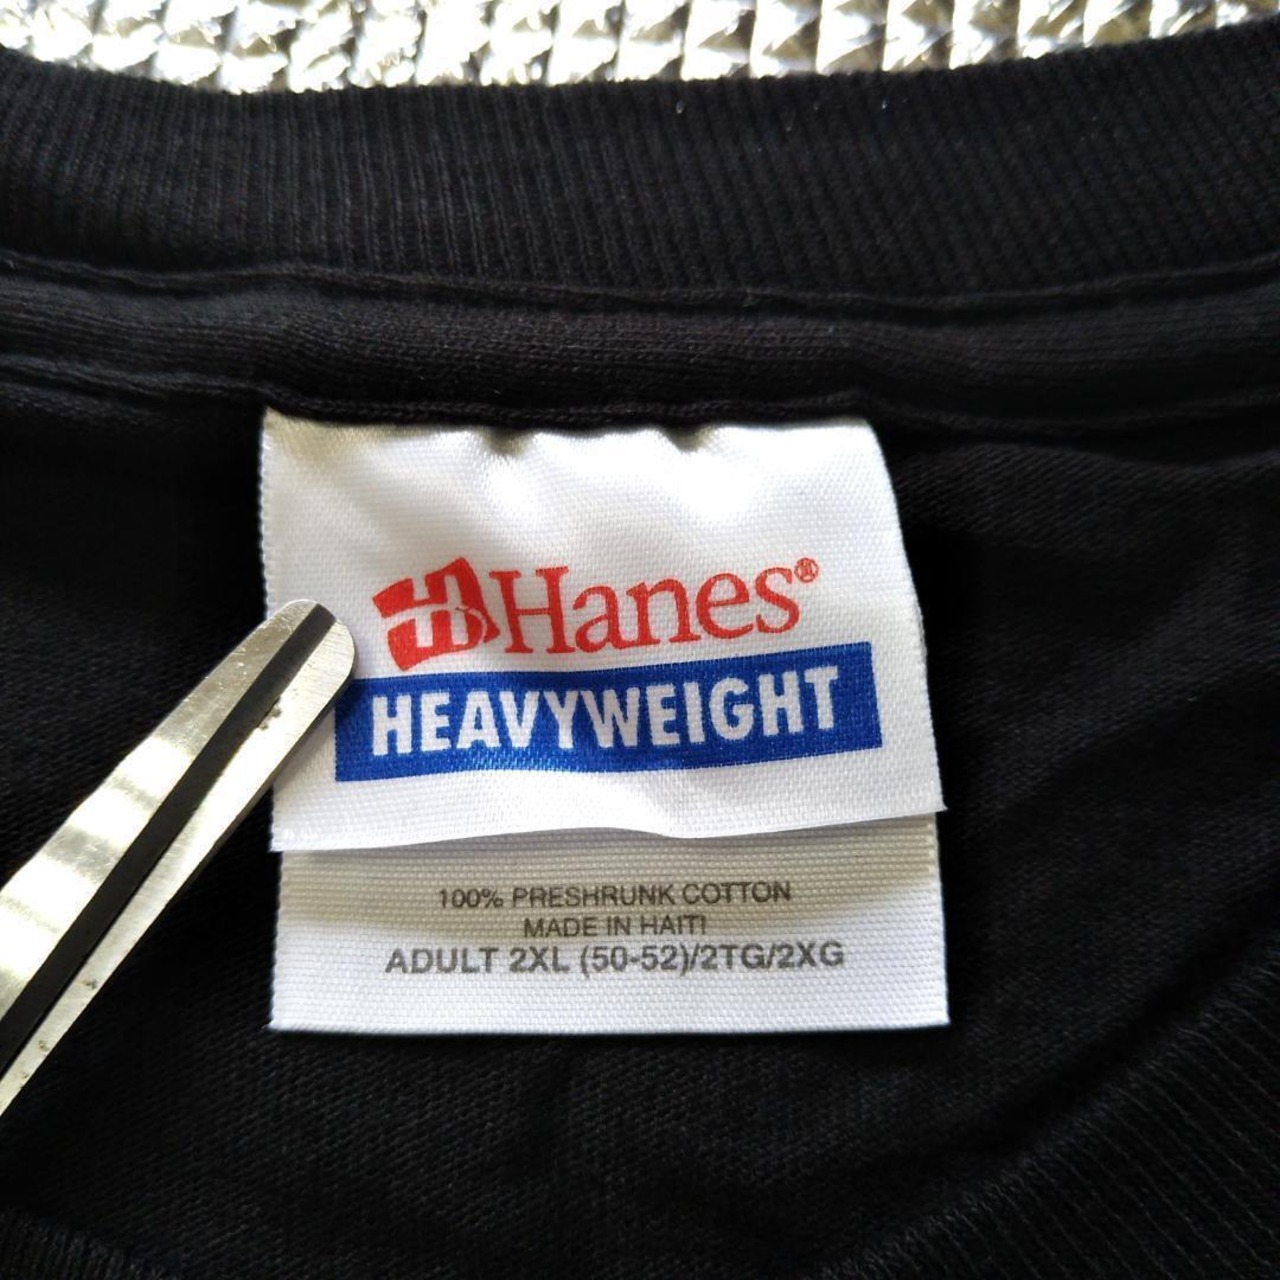 Hanes®
HEAVYWEIGHT
100% PRESHRUNK COTTON
MADE IN HAITI
ADULT 2XL (50-52)/2TG/2XG